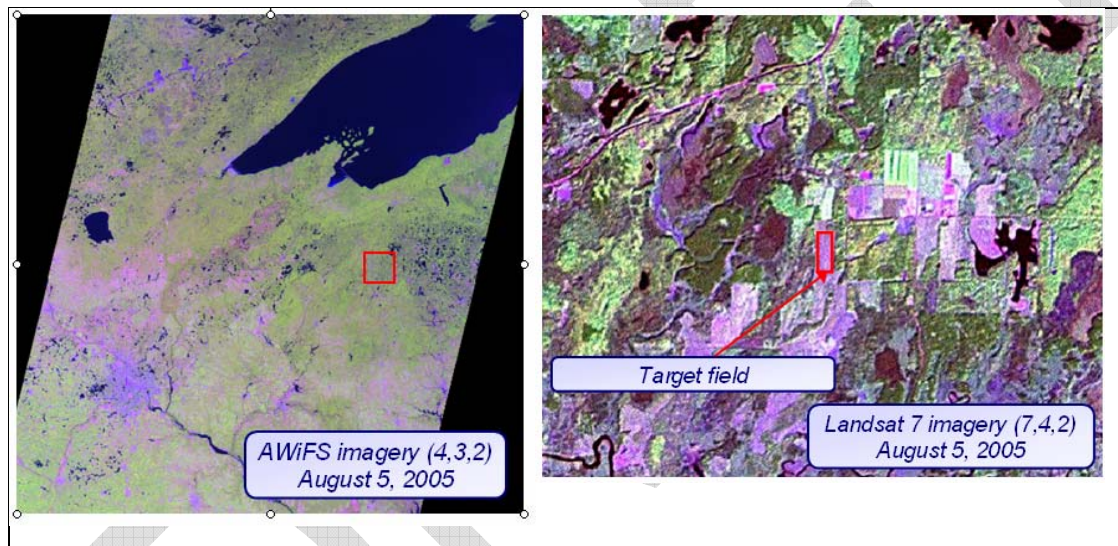 AWiFS imagery (4,3,2)
August 5, 2005
Target field
Landsat 7 imagery (7,4,2)
August 5, 2005